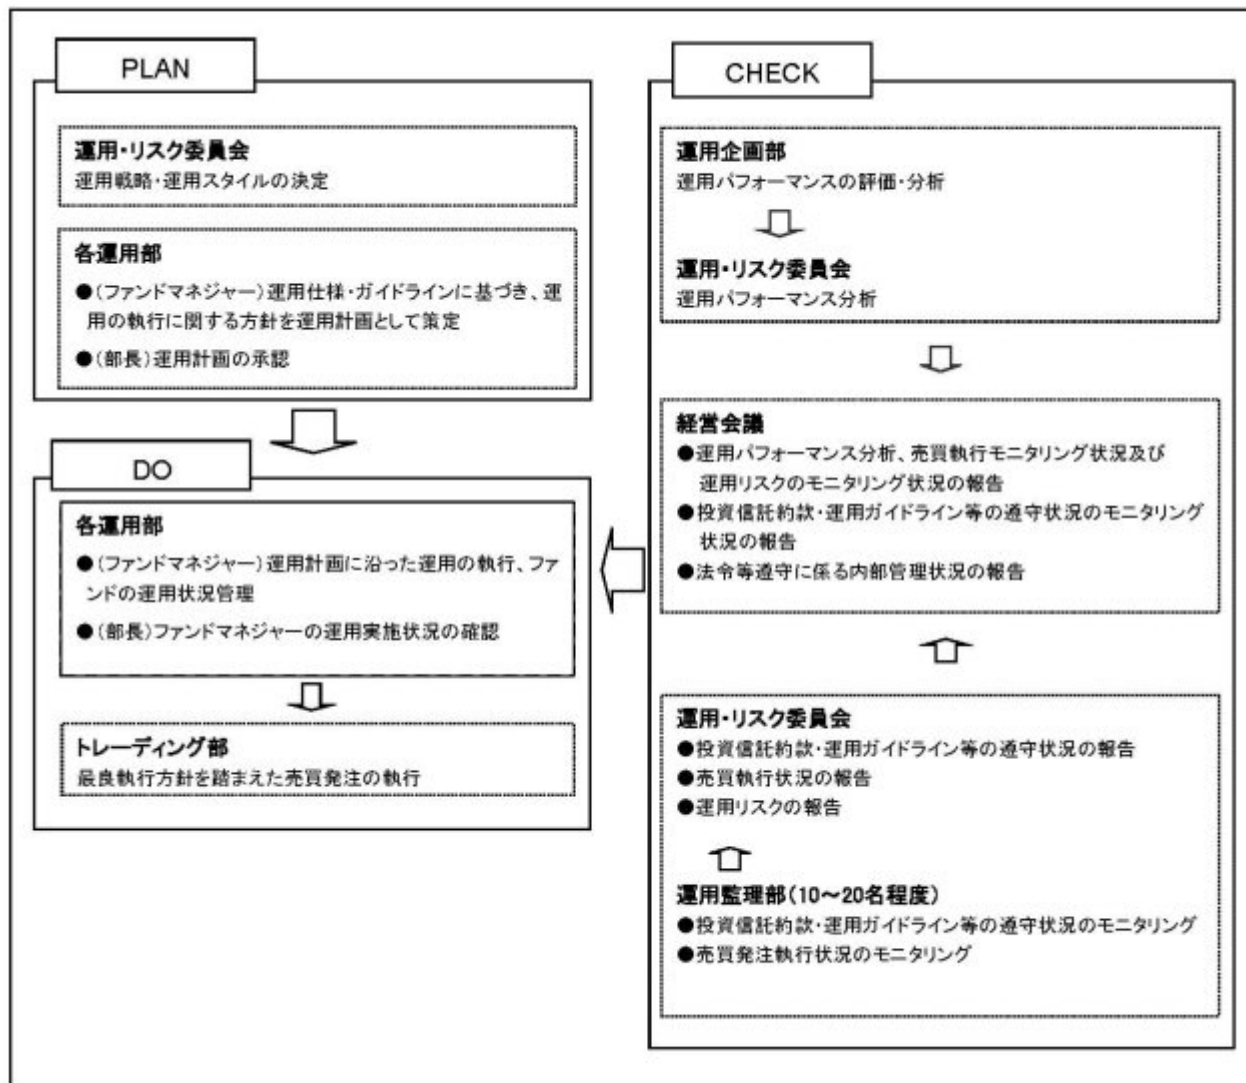 PLAN
運用・リスク委員会
運用戦略・運用スタイルの決定
各運用部
●(ファンドマネジャー)運用仕様・ガイドラインに基づき、運
用の執行に関する方針を運用計画として策定
●(部長)運用計画の承認
DO
各運用部
●(ファンドマネジャー)運用計画に沿った運用の執行、ファ
ンドの運用状況管理
●(部長)ファンドマネジャーの運用実施状況の確認
トレーディング部
最良執行方針を踏まえた売買発注の執行
CHECK
運用企画部
運用パフォーマンスの評価・分析
運用・リスク委員会
運用パフォーマンス分析
経営会議
●運用パフォーマンス分析、売買執行モニタリング状況及び
運用リスクのモニタリング状況の報告
●投資信託約款・運用ガイドライン等の遵守状況のモニタリング
状況の報告
●法令等遵守に係る内部管理状況の報告
運用・リスク委員会
●投資信託約款・運用ガイドライン等の遵守状況の報告
●売買執行状況の報告
●運用リスクの報告
運用監理部(10～20名程度)
●投資信託約款・運用ガイドライン等の遵守状況のモニタリング
●売買発注執行状況のモニタリング